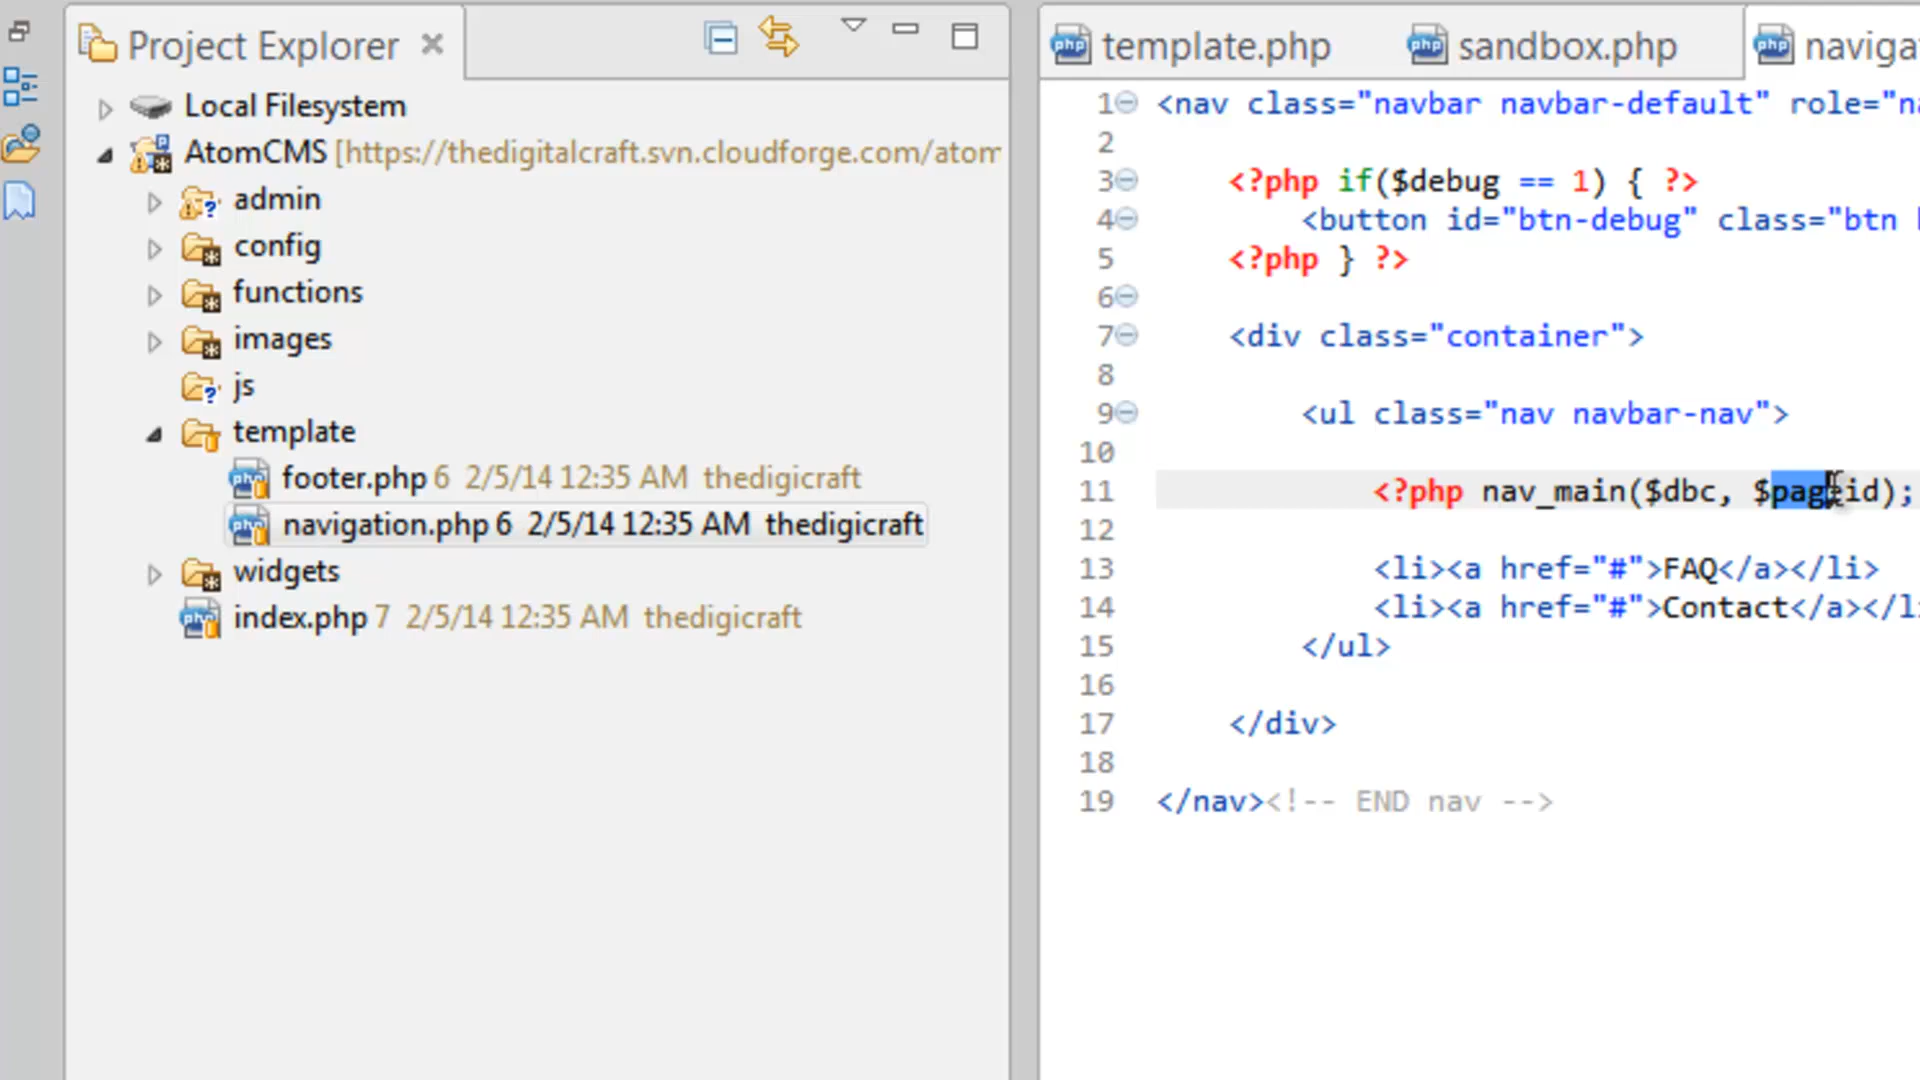 Project Explorer
Local Filesystem
AtomCMS [https://thedigitalcraft.svn.cloudforge.com/atom
admin
config
functions
images
js
template
footer.php 6 2/5/14 12:35 AM thedigicraft
navigation.php 6 2/5/14 12:35 AM thedigicraft
widgets
index.php 7 2/5/14 12:35 AM thedigicraft
template.php
sandbox.php
naviga
1 <nav class="navbar navbar-default" role="na
2
3 <?php if($debug == 1) { ?>
4 <button id="btn-debug" class="btn
5 <?php } ?>
6
7 <div class="container">
8
9 <ul class="nav navbar-nav">
10
11 <?php nav_main($dbc, $pageid);
12
13 <li><a href="#">FAQ</a></li>
14 <li><a href="#">Contact</a></li
15 </ul>
16
17 </div>
18
19 </nav><!-- END nav -->